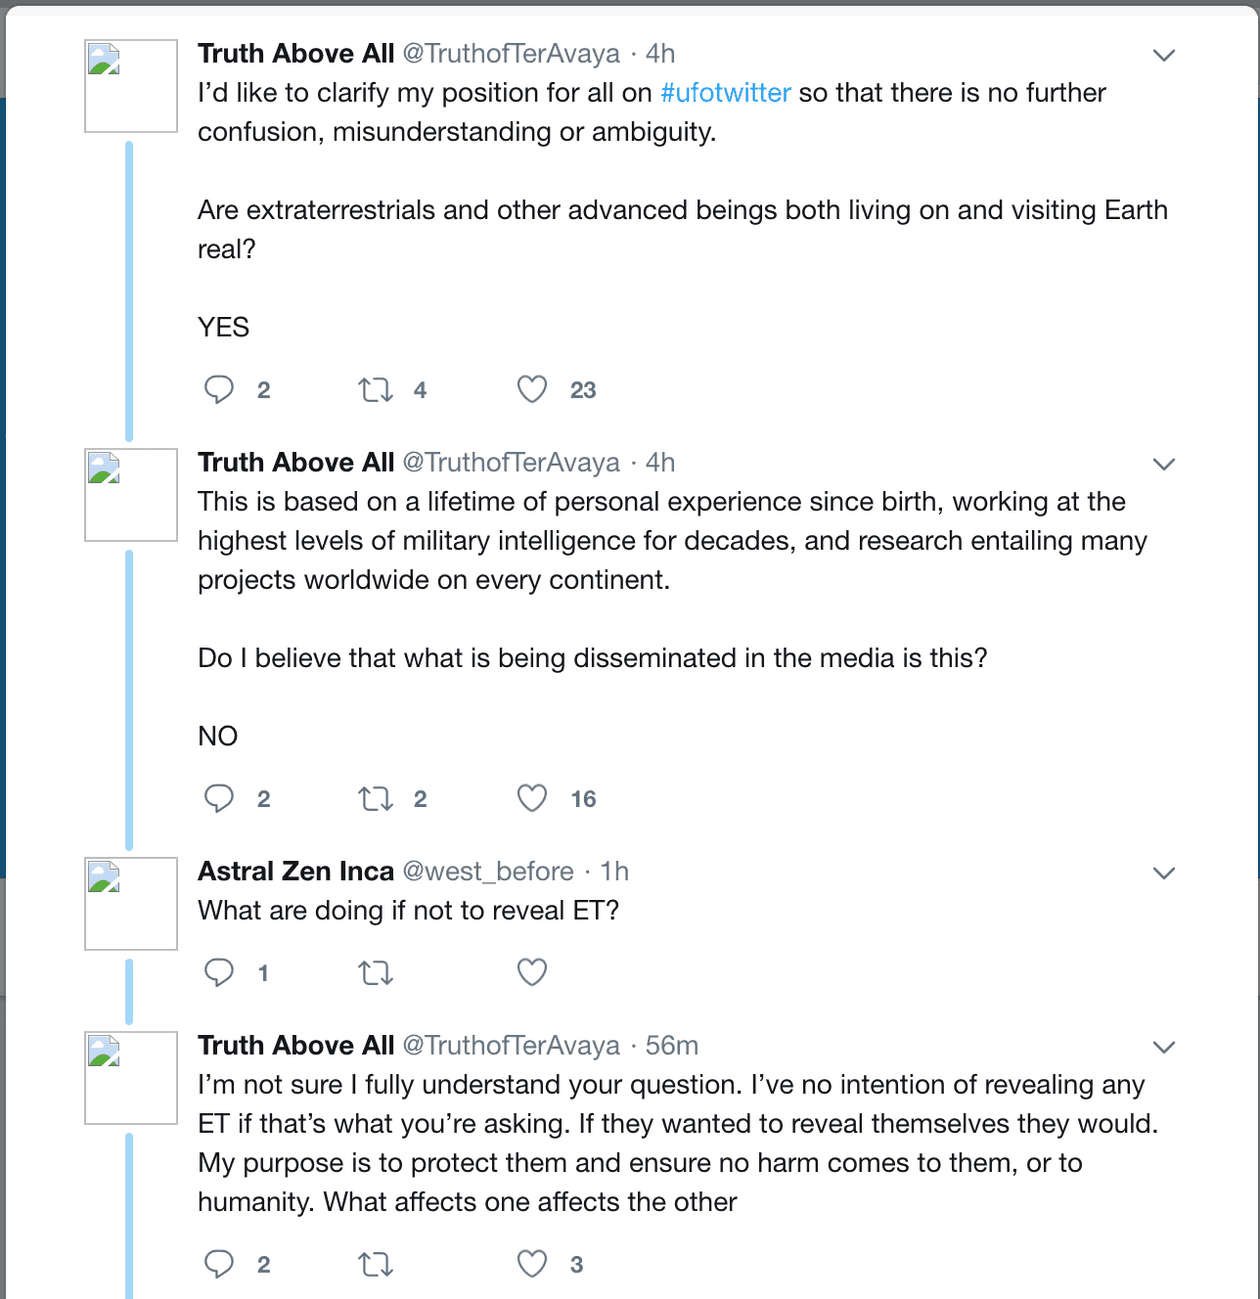 Truth Above All @TruthofTerAvaya · 4h
I’d like to clarify my position for all on #ufotwitter so that there is no further
confusion, misunderstanding or ambiguity.
Are extraterrestrials and other advanced beings both living on and visiting Earth
real?
YES
2 4 23
Truth Above All @TruthofTerAvaya · 4h
This is based on a lifetime of personal experience since birth, working at the
highest levels of military intelligence for decades, and research entailing many
projects worldwide on every continent.
Do I believe that what is being disseminated in the media is this?
NO
2 2 16
Astral Zen Inca @west_before · 1h
What are doing if not to reveal ET?
1
Truth Above All @TruthofTerAvaya · 56m
I’m not sure I fully understand your question. I’ve no intention of revealing any
ET if that’s what you’re asking. If they wanted to reveal themselves they would.
My purpose is to protect them and ensure no harm comes to them, or to
humanity. What affects one affects the other
2 3